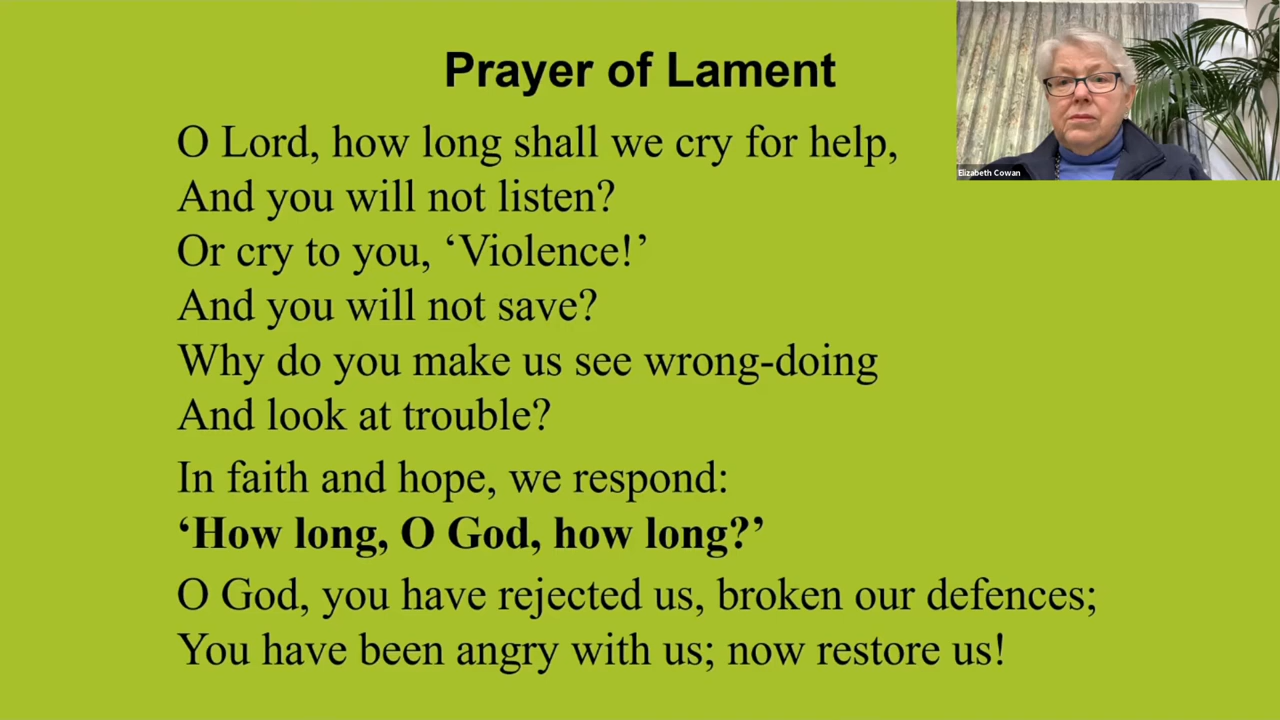 Prayer of Lament
O Lord, how long shall we cry for help,
And you will not listen?
Or cry to you, ‘Violence!’
And you will not save?
Why do you make us see wrong-doing
And look at trouble?
In faith and hope, we respond:
‘How long, O God, how long?’
O God, you have rejected us, broken our defences;
You have been angry with us; now restore us!
Elizabeth Cowan